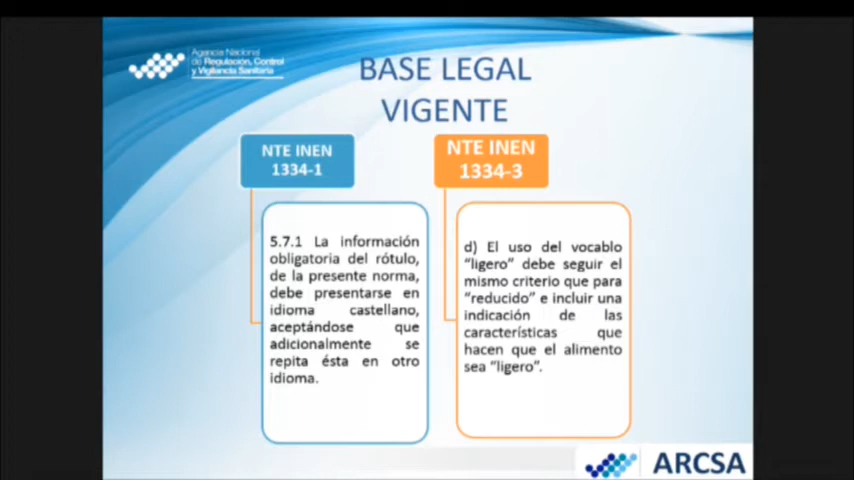 Agencia Nacional
de Regulación, Control
y Vigilancia Sanitaria
BASE LEGAL
VIGENTE
NTE INEN
1334-1
5.7.1 La información
obligatoria del rótulo,
de la presente norma,
debe presentarse en
idioma castellano,
aceptándose que
adicionalmente se
repita ésta en otro
idioma.
NTE INEN
1334-3
d) El uso del vocablo
“ligero” debe seguir el
mismo criterio que para
“reducido” e incluir una
indicación de las
características que
hacen que el alimento
sea “ligero”.
ARCSA